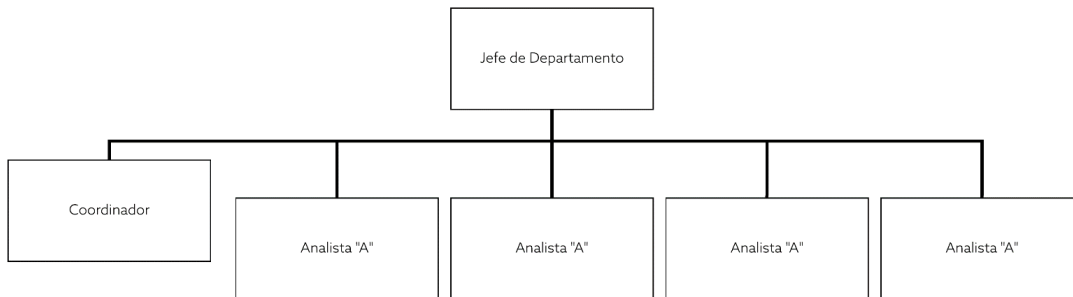 Jefe de Departamento
Coordinador
Analista "A"
Analista "A"
Analista "A"
Analista "A"